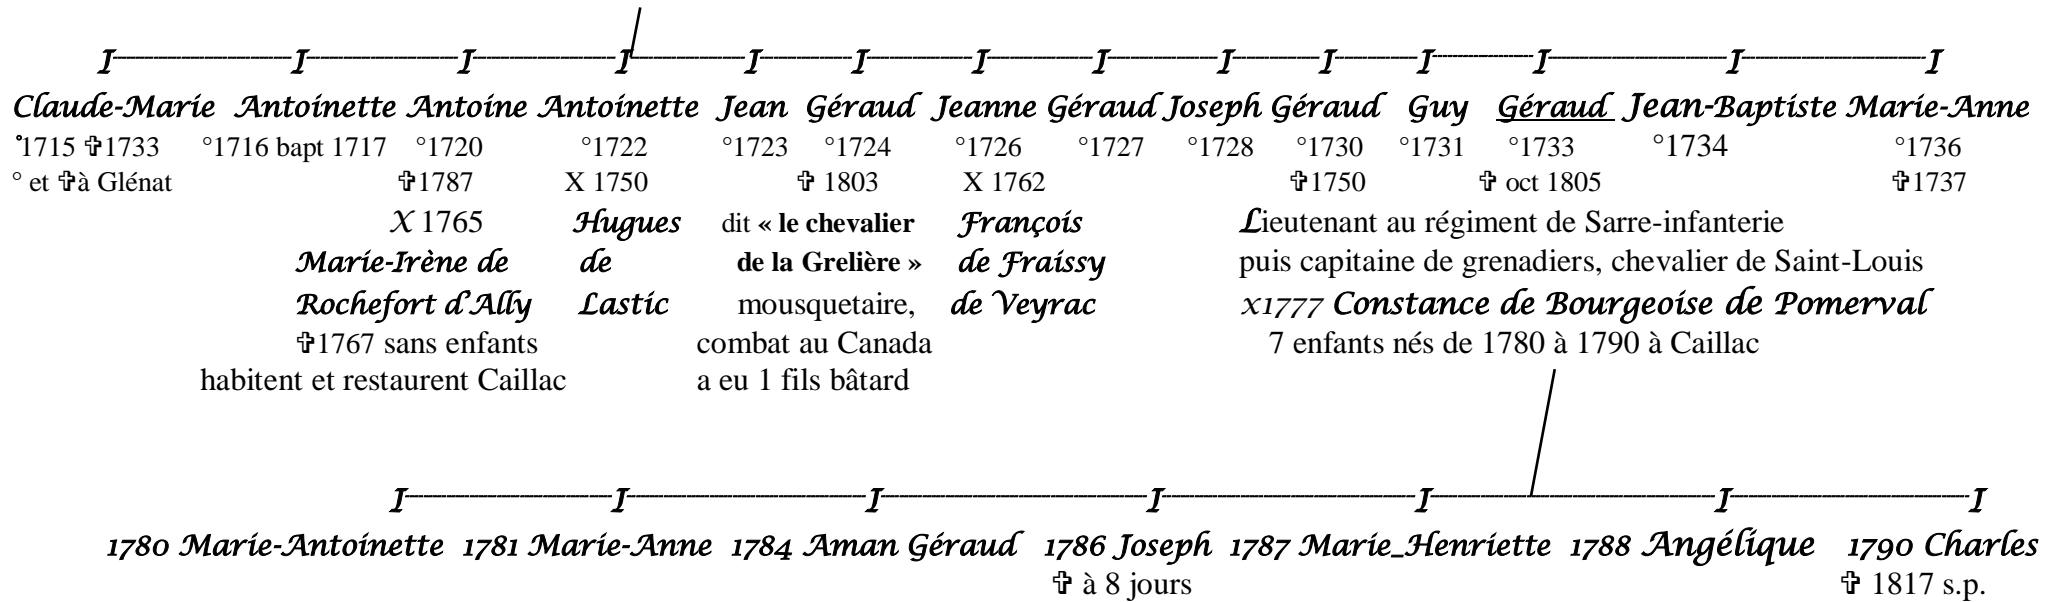 I I I I I I I I I I I I I I
Claude-Marie Antoinette Antoine Antoinette Jean Géraud Jeanne Géraud Joseph Géraud Guy Géraud Jean-Baptiste Marie-Anne
°1715 ✞1733 °1716 bapt 1717 °1720 °1722 °1723 °1724 °1726 °1727 °1728 °1730 °1731 °1733 °1734 °1736
° et ✞à Glénat ✞1787 X 1750 ✞ 1803 X 1762 ✞1750 ✞ oct 1805 ✞1737
X 1765 Hugues dit « le chevalier François Lieutenant au régiment de Sarre-infanterie
Marie-Irène de de de la Grelière » de Fraissy puis capitaine de grenadiers, chevalier de Saint-Louis
Rochefort d'Ally Lastic mousquetaire, de Veyrac x1777 Constance de Bourgeoise de Pomerval
✞1767 sans enfants combat au Canada 7 enfants nés de 1780 à 1790 à Caillac
habitent et restaurent Caillac a eu 1 fils bâtard
I I I I I I I
1780 Marie-Antoinette 1781 Marie-Anne 1784 Aman Géraud 1786 Joseph 1787 Marie_Henriette 1788 Angélique 1790 Charles
✞ à 8 jours ✞ 1817 s.p.